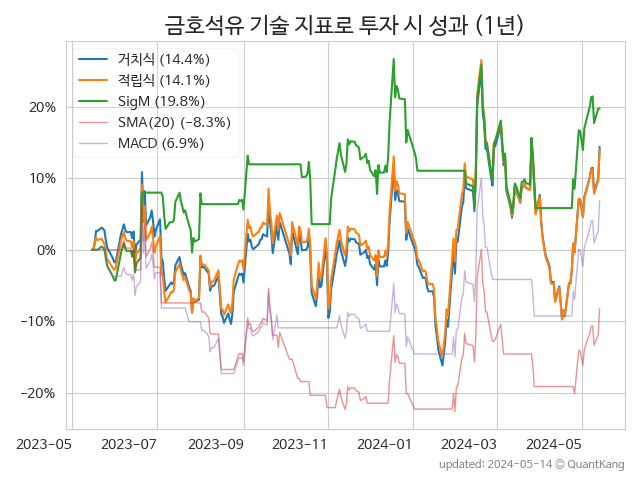 금호석유 기술 지표로 투자 시 성과 (1년)
거치식 (14.4%)
적립식 (14.1%)
SigM (19.8%)
SMA(20) (−8.3%)
MACD (6.9%)
20%
10%
0%
−10%
−20%
2023-05 2023-07 2023-09 2023-11 2024-01 2024-03 2024-05
updated: 2024-05-14 © QuantKang